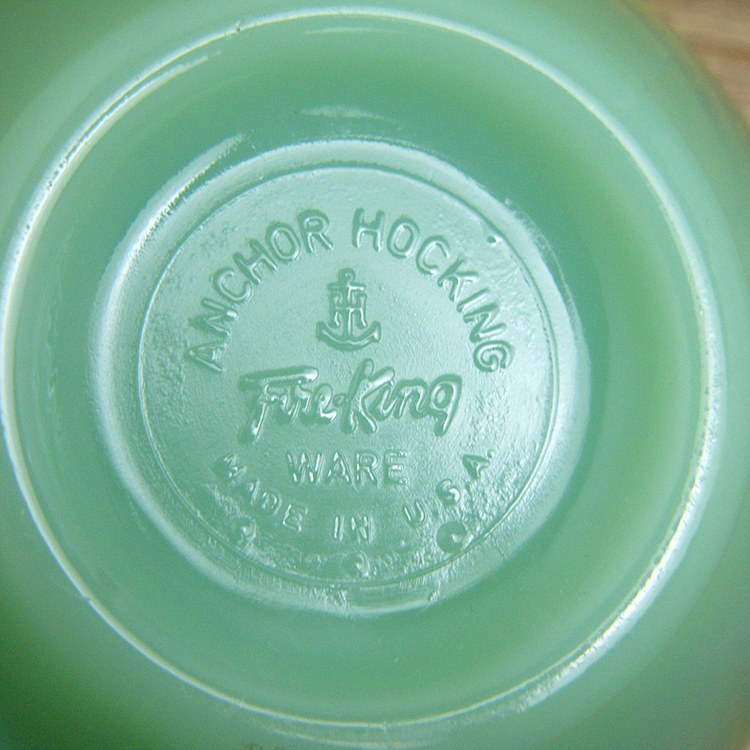 ANCHOR HOCKING
Fire-King
WARE
MADE IN U.S.A.